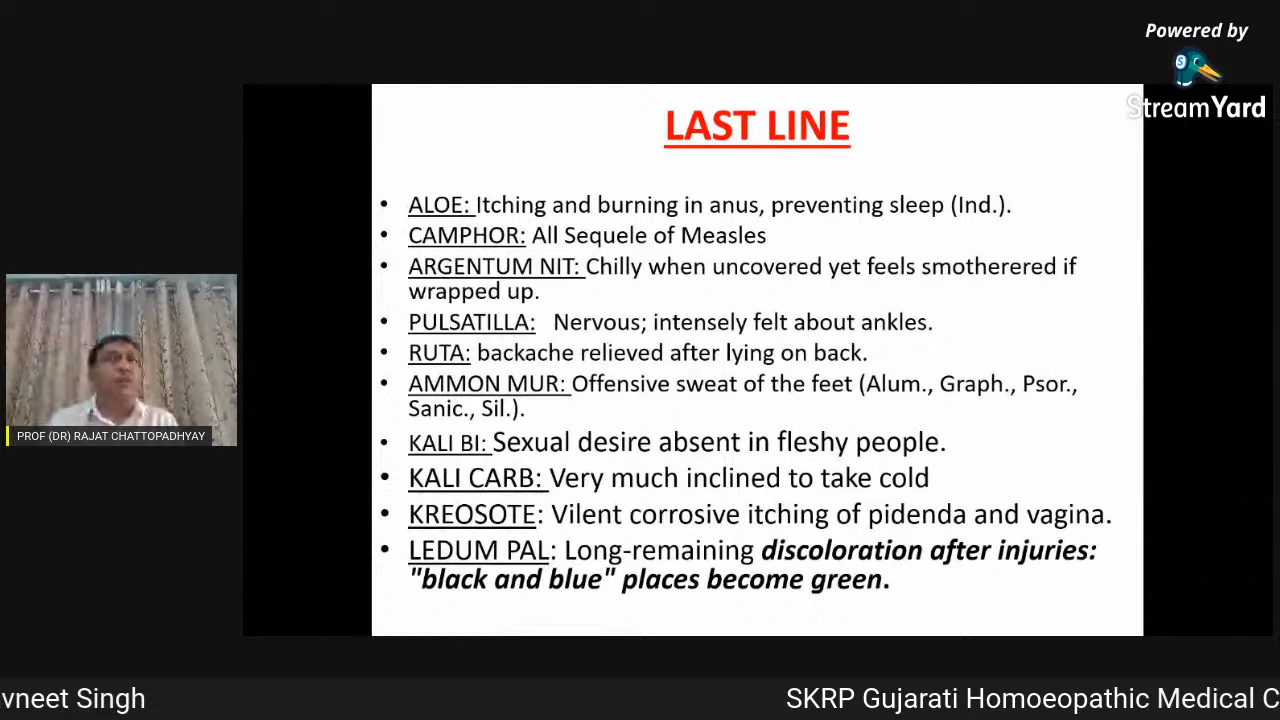 Powered by
StreamYard
LAST LINE
• ALOE: Itching and burning in anus, preventing sleep (Ind.).
• CAMPHOR: All Sequele of Measles
• ARGENTUM NIT: Chilly when uncovered yet feels smotherered if
wrapped up.
• PULSATILLA: Nervous; intensely felt about ankles.
• RUTA: backache relieved after lying on back.
• AMMON MUR: Offensive sweat of the feet (Alum., Graph., Psor.,
Sanic., Sil.).
• KALI BI: Sexual desire absent in fleshy people.
• KALI CARB: Very much inclined to take cold
• KREOSOTE: Vilent corrosive itching of pidenda and vagina.
• LEDUM PAL: Long-remaining discoloration after injuries:
"black and blue" places become green.
PROF (DR) RAJAT CHATTOPADHYAY
vneet Singh
SKRP Gujarati Homoeopathic Medical C